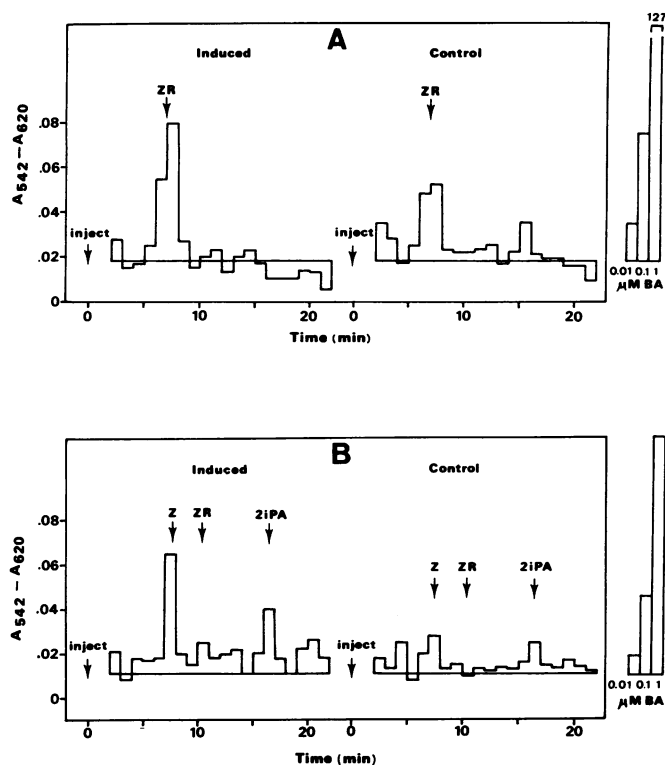 A
Induced
Control
127
ZR
ZR
.08
.06
.04
.02
0
A542-A620
inject
inject
0.01 0.1 1
μM BA
0
10
20
0
10
20
Time (min)
B
Induced
Control
Z
ZR
2iPA
Z
ZR
2iPA
.08
.06
.04
.02
0
A542 - A620
inject
inject
0.01 0.1 1
μM BA
0
10
20
0
10
20
Time (min)
Time (min)